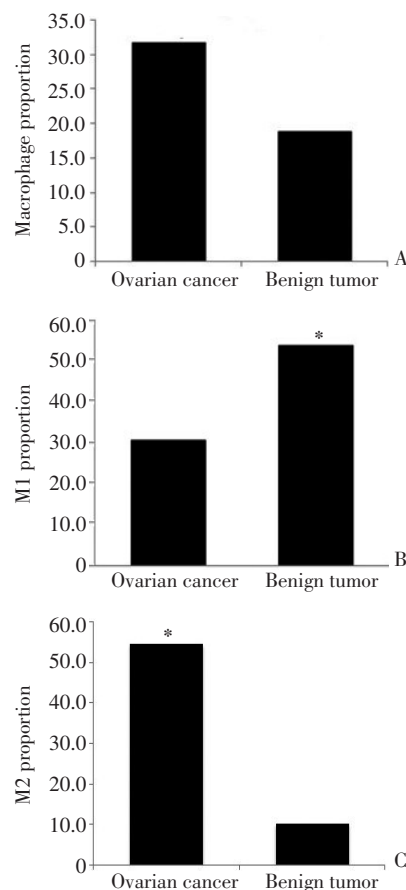 35.0
30.0
25.0
20.0
15.0
10.0
5.0
0
Macrophage proportion
Ovarian cancer Benign tumor
A
60.0
50.0
40.0
30.0
20.0
10.0
0
M1 proportion
*
Ovarian cancer Benign tumor
B
60.0
50.0
40.0
30.0
20.0
10.0
0
M2 proportion
*
Ovarian cancer Benign tumor
C